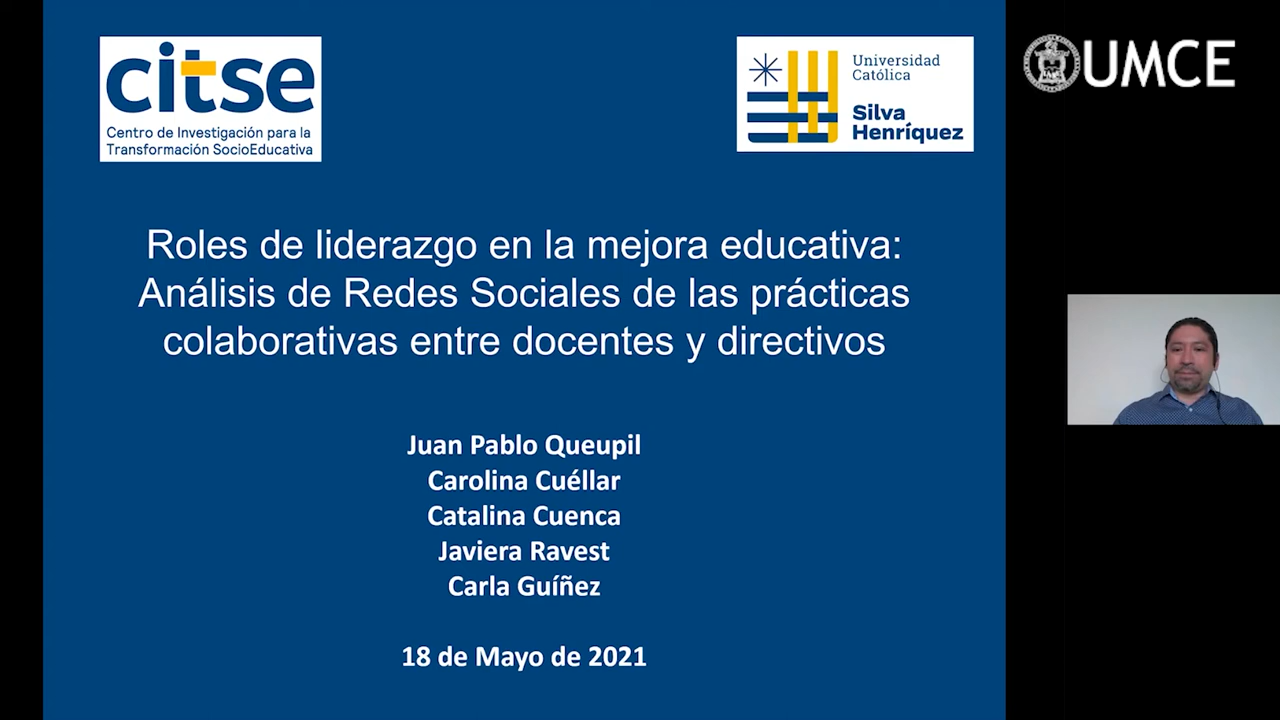 citse
Centro de Investigación para la
Transformación SocioEducativa
Universidad
Católica
Silva
Henríquez
UMCE
Roles de liderazgo en la mejora educativa:
Análisis de Redes Sociales de las prácticas
colaborativas entre docentes y directivos
Juan Pablo Queupil
Carolina Cuéllar
Catalina Cuenca
Javiera Ravest
Carla Guíñez
18 de Mayo de 2021